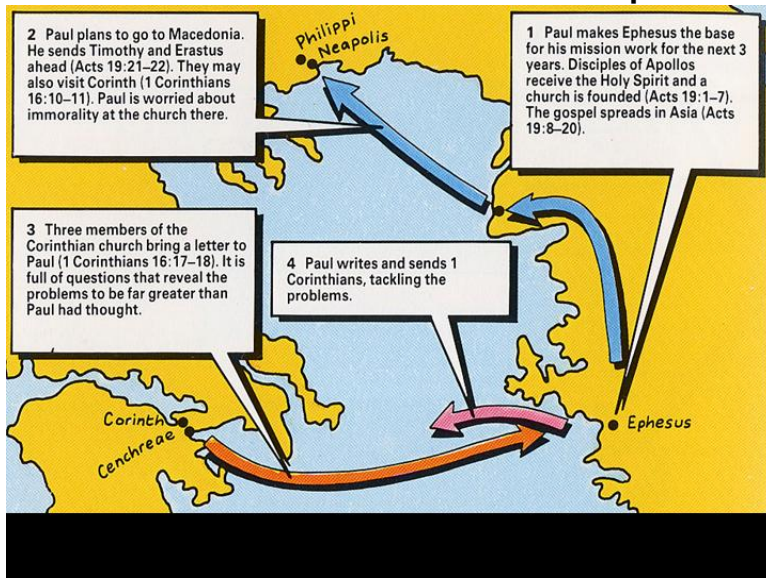 1 Paul makes Ephesus the base
for his mission work for the next 3
years. Disciples of Apollos
receive the Holy Spirit and a
church is founded (Acts 19:1–7).
The gospel spreads in Asia (Acts
19:8–20).
2 Paul plans to go to Macedonia.
He sends Timothy and Erastus
ahead (Acts 19:21–22). They may
also visit Corinth (1 Corinthians
16:10–11). Paul is worried about
immorality at the church there.
3 Three members of the
Corinthian church bring a letter to
Paul (1 Corinthians 16:17–18). It is
full of questions that reveal the
problems to be far greater than
Paul had thought.
4 Paul writes and sends 1
Corinthians, tackling the
problems.
Philippi
Neapolis
Corinth
Cenchreae
Ephesus